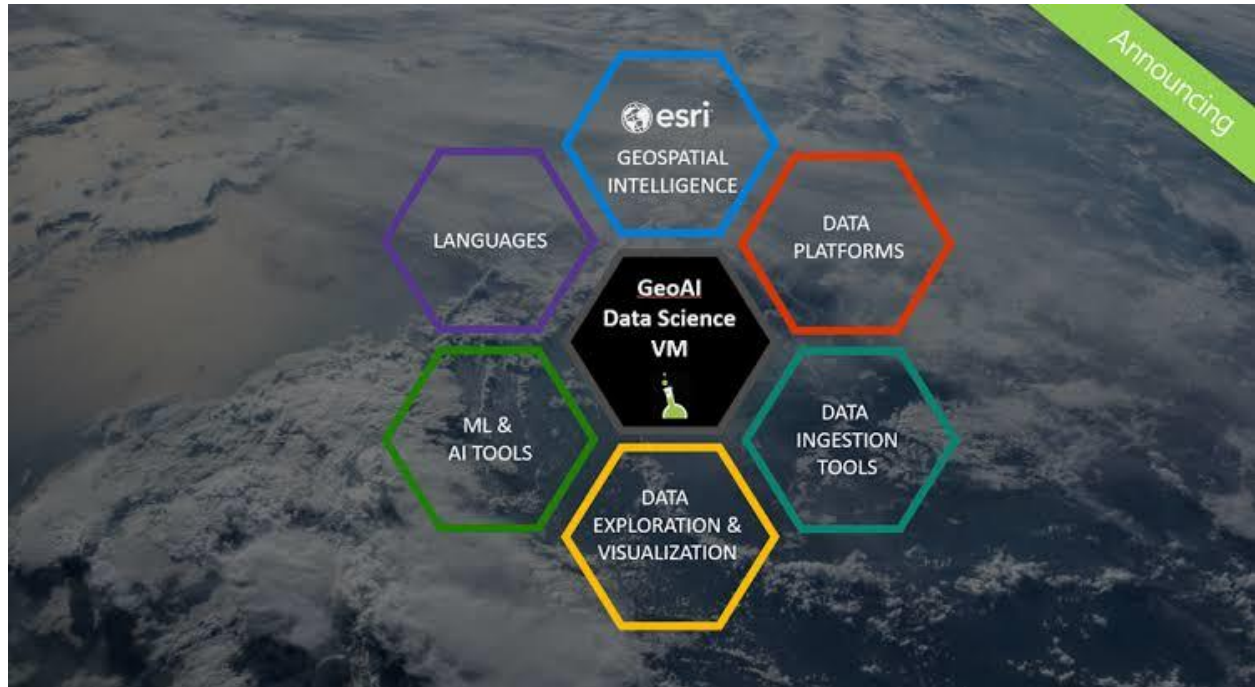 Announcing
esri
GEOSPATIAL
INTELLIGENCE
LANGUAGES
DATA
PLATFORMS
GeoAI
Data Science
VM
ML &
AI TOOLS
DATA
INGESTION
TOOLS
DATA
EXPLORATION &
VISUALIZATION